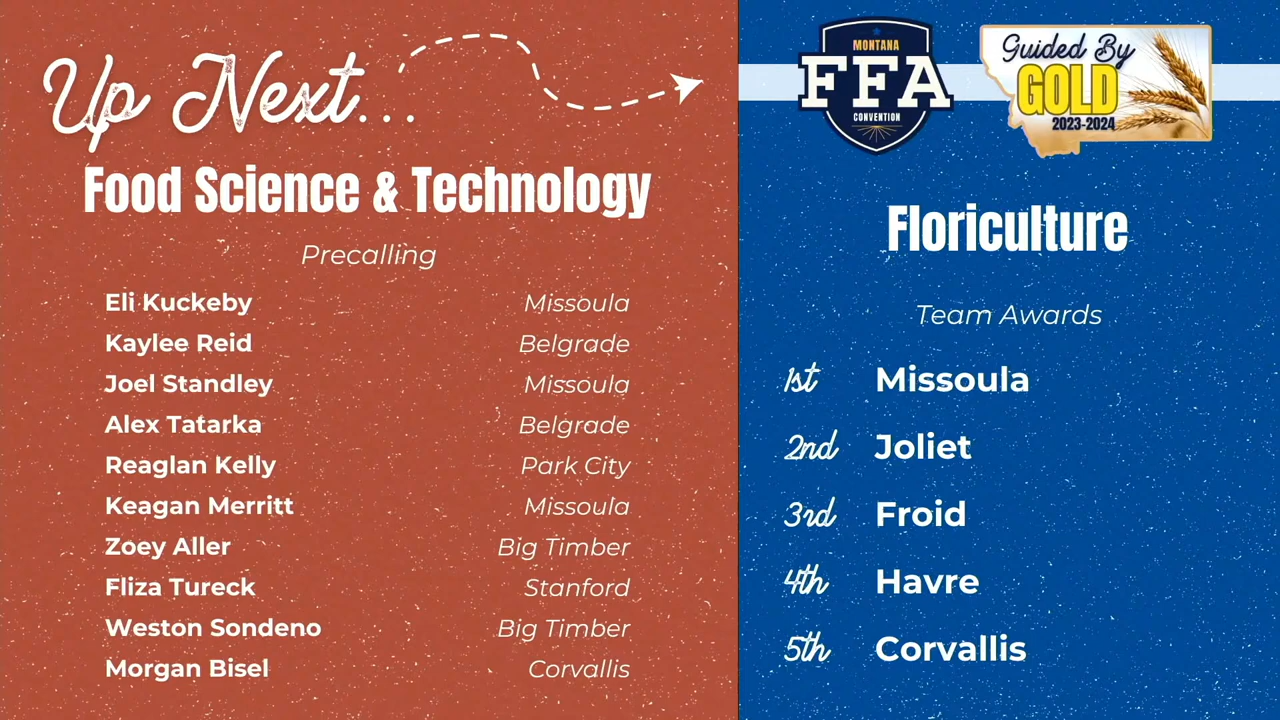 Up Next...
Food Science & Technology
Precalling
Eli Kuckeby Missoula
Kaylee Reid Belgrade
Joel Standley Missoula
Alex Tatarka Belgrade
Reaglan Kelly Park City
Keagan Merritt Missoula
Zoey Aller Big Timber
Fliza Tureck Stanford
Weston Sondeno Big Timber
Morgan Bisel Corvallis
MONTANA
FFA
CONVENTION
Guided By
GOLD
2023-2024
Floriculture
Team Awards
1st Missoula
2nd Joliet
3rd Froid
4th Havre
5th Corvallis